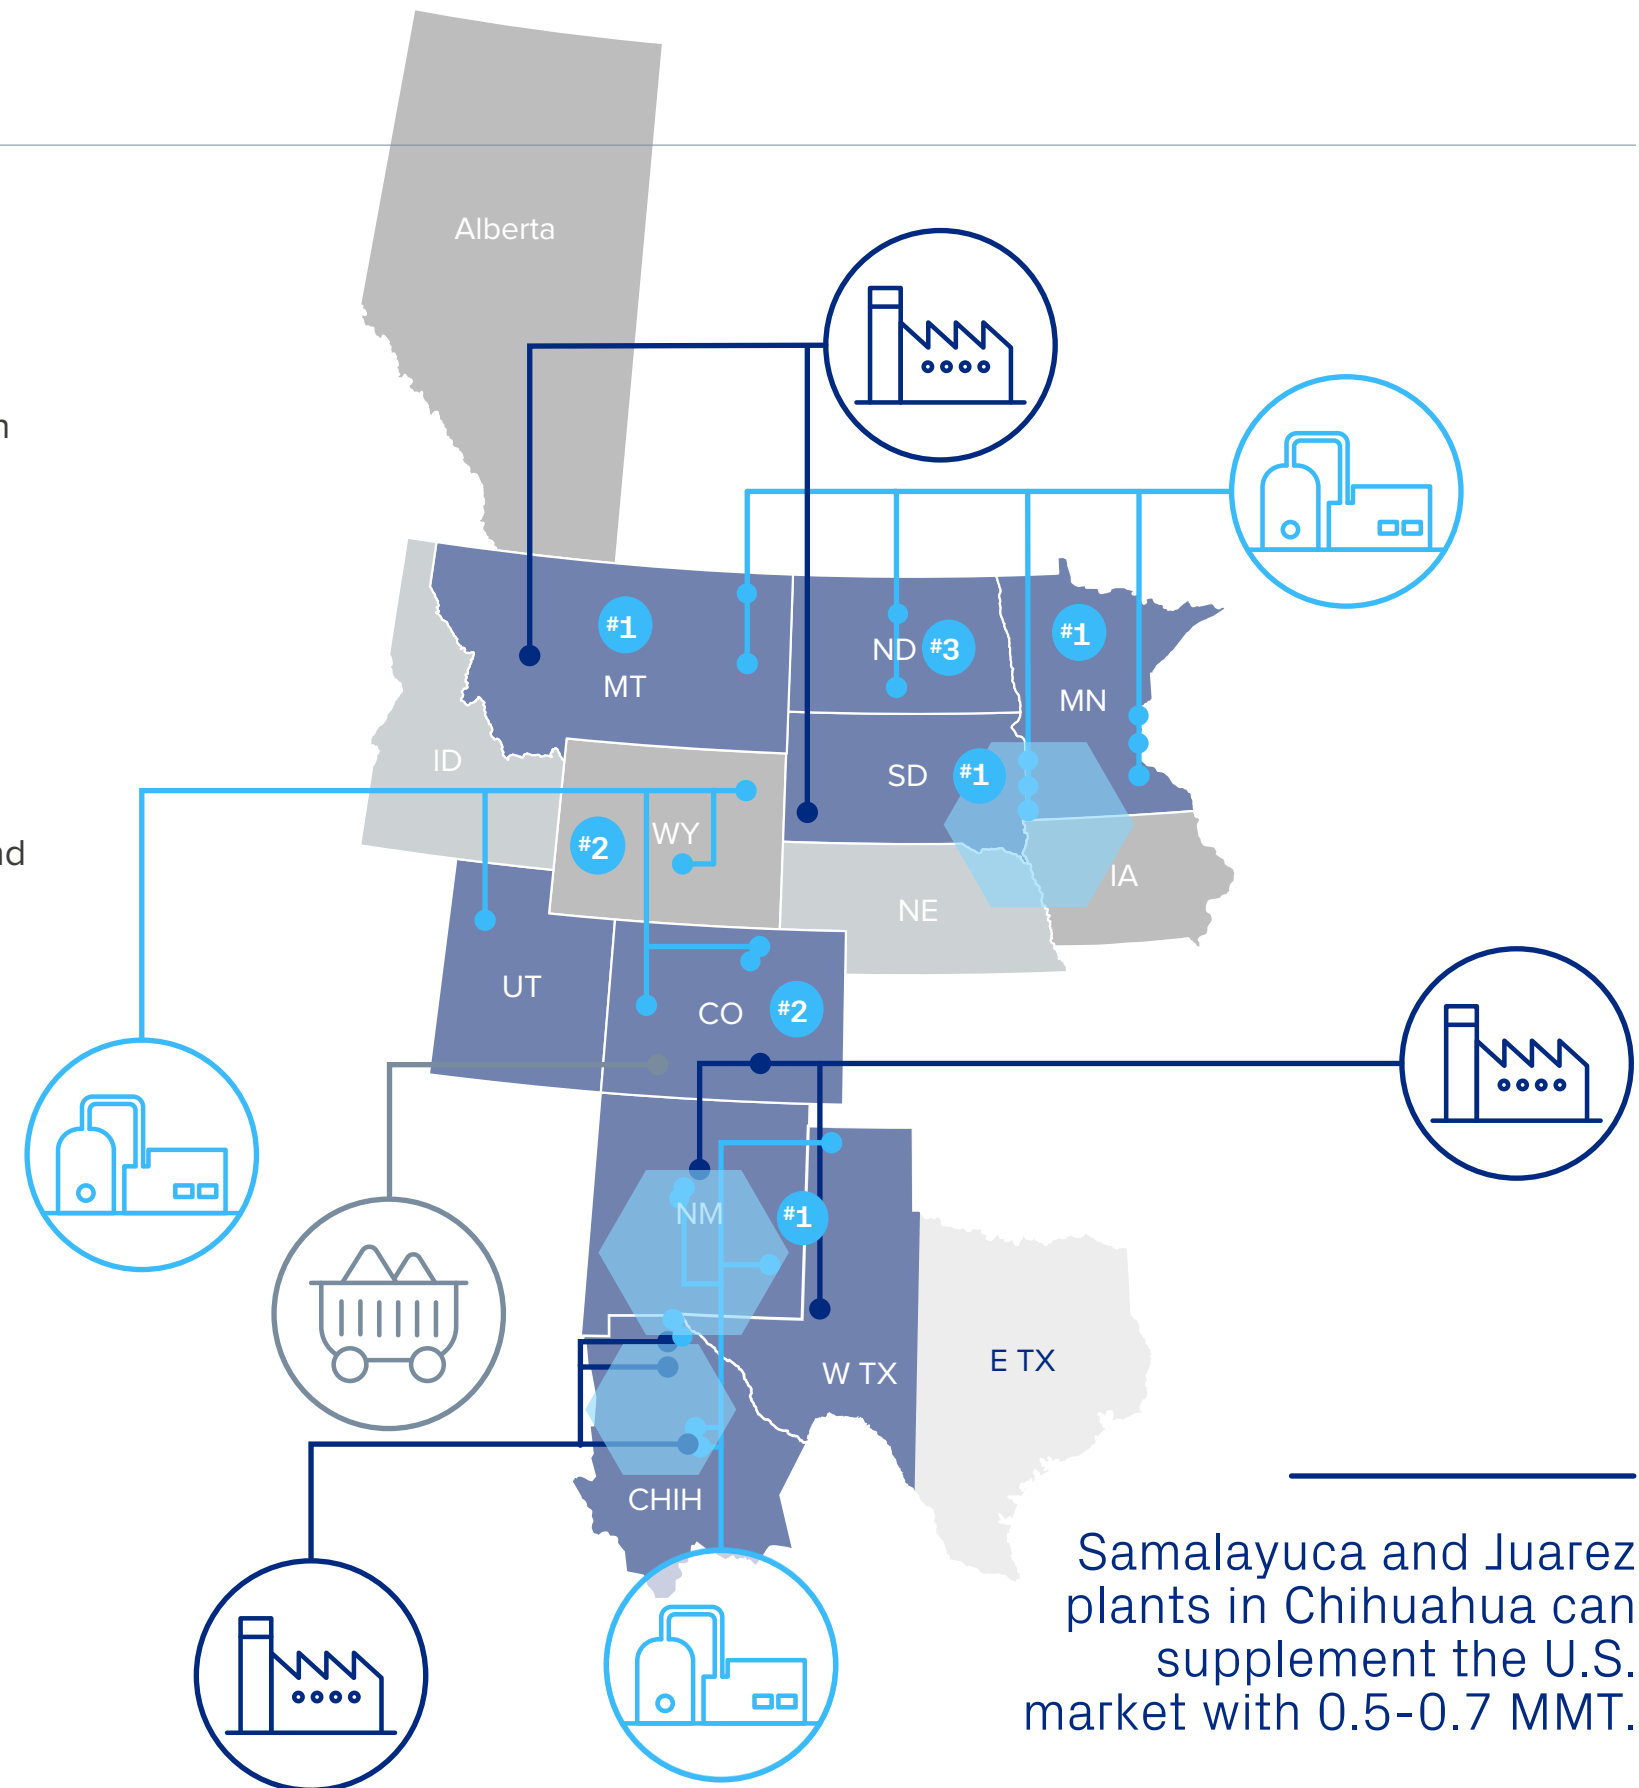 Alberta
n
#1
MT
ND
#3
#1
MN
ID
SD
#1
nd
#2
WY
IA
NE
UT
CO
#2
NM
#1
W TX
E TX
CHIH
Samalayuca and Juarez
plants in Chihuahua can
supplement the U.S.
market with 0.5-0.7 MMT.